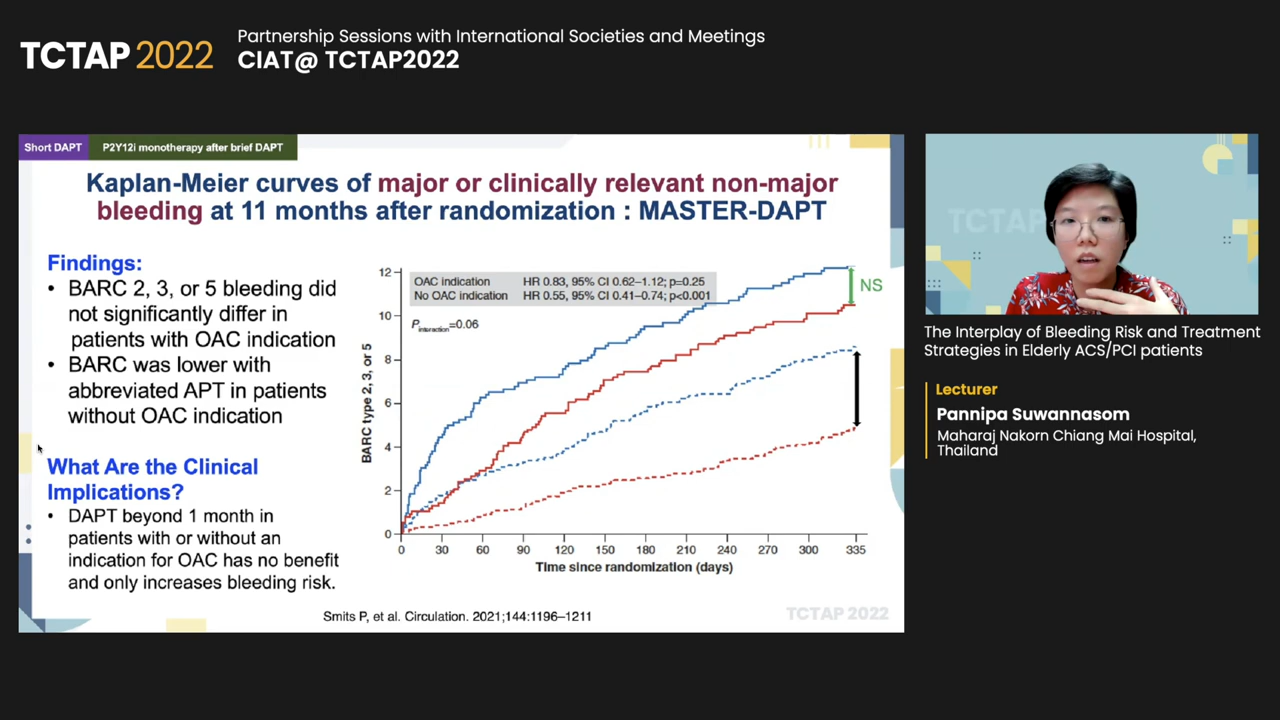 TCTAP 2022
Partnership Sessions with International Societies and Meetings
CIAT@ TCTAP2022
Short DAPT
P2Y12i monotherapy after brief DAPT
Kaplan-Meier curves of major or clinically relevant non-major
bleeding at 11 months after randomization : MASTER-DAPT
Findings:
• BARC 2, 3, or 5 bleeding did
not significantly differ in
patients with OAC indication
• BARC was lower with
abbreviated APT in patients
without OAC indication
What Are the Clinical
Implications?
• DAPT beyond 1 month in
patients with or without an
indication for OAC has no benefit
and only increases bleeding risk.
BARC type 2, 3, or 5
12
10
8
6
4
2
0
OAC indication HR 0.83, 95% CI 0.62–1.12; p=0.25
No OAC indication HR 0.55, 95% CI 0.41–0.74; p<0.001
Pinteraction=0.06
NS
0 30 60 90 120 150 180 210 240 270 300 335
Time since randomization (days)
Smits P, et al. Circulation. 2021;144:1196–1211
TCTAP 2022
TCTAP
The Interplay of Bleeding Risk and Treatment
Strategies in Elderly ACS/PCI patients
Lecturer
Pannipa Suwannasom
Maharaj Nakorn Chiang Mai Hospital,
Thailand